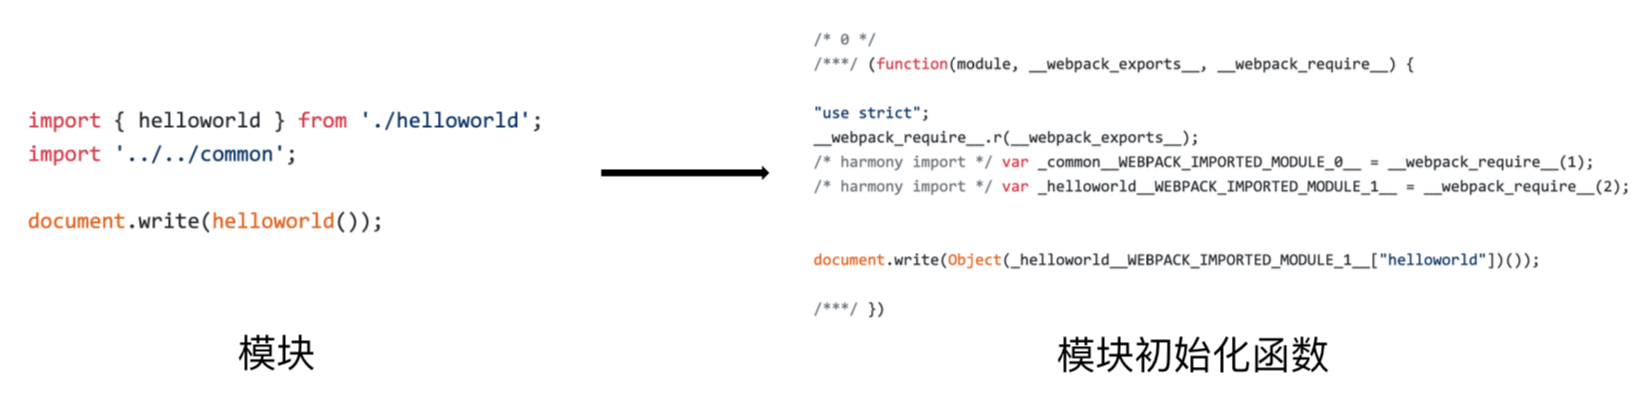 import { helloworld } from './helloworld';
import '../../common';
document.write(helloworld());
模块
/* 0 */
/***/ (function(module, __webpack_exports__, __webpack_require__) {
"use strict";
__webpack_require__.r(__webpack_exports__);
/* harmony import */ var _common__WEBPACK_IMPORTED_MODULE_0__ = __webpack_require__(1);
/* harmony import */ var _helloworld__WEBPACK_IMPORTED_MODULE_1__ = __webpack_require__(2);
document.write(Object(_helloworld__WEBPACK_IMPORTED_MODULE_1__["helloworld"])());
/***/ })
模块初始化函数